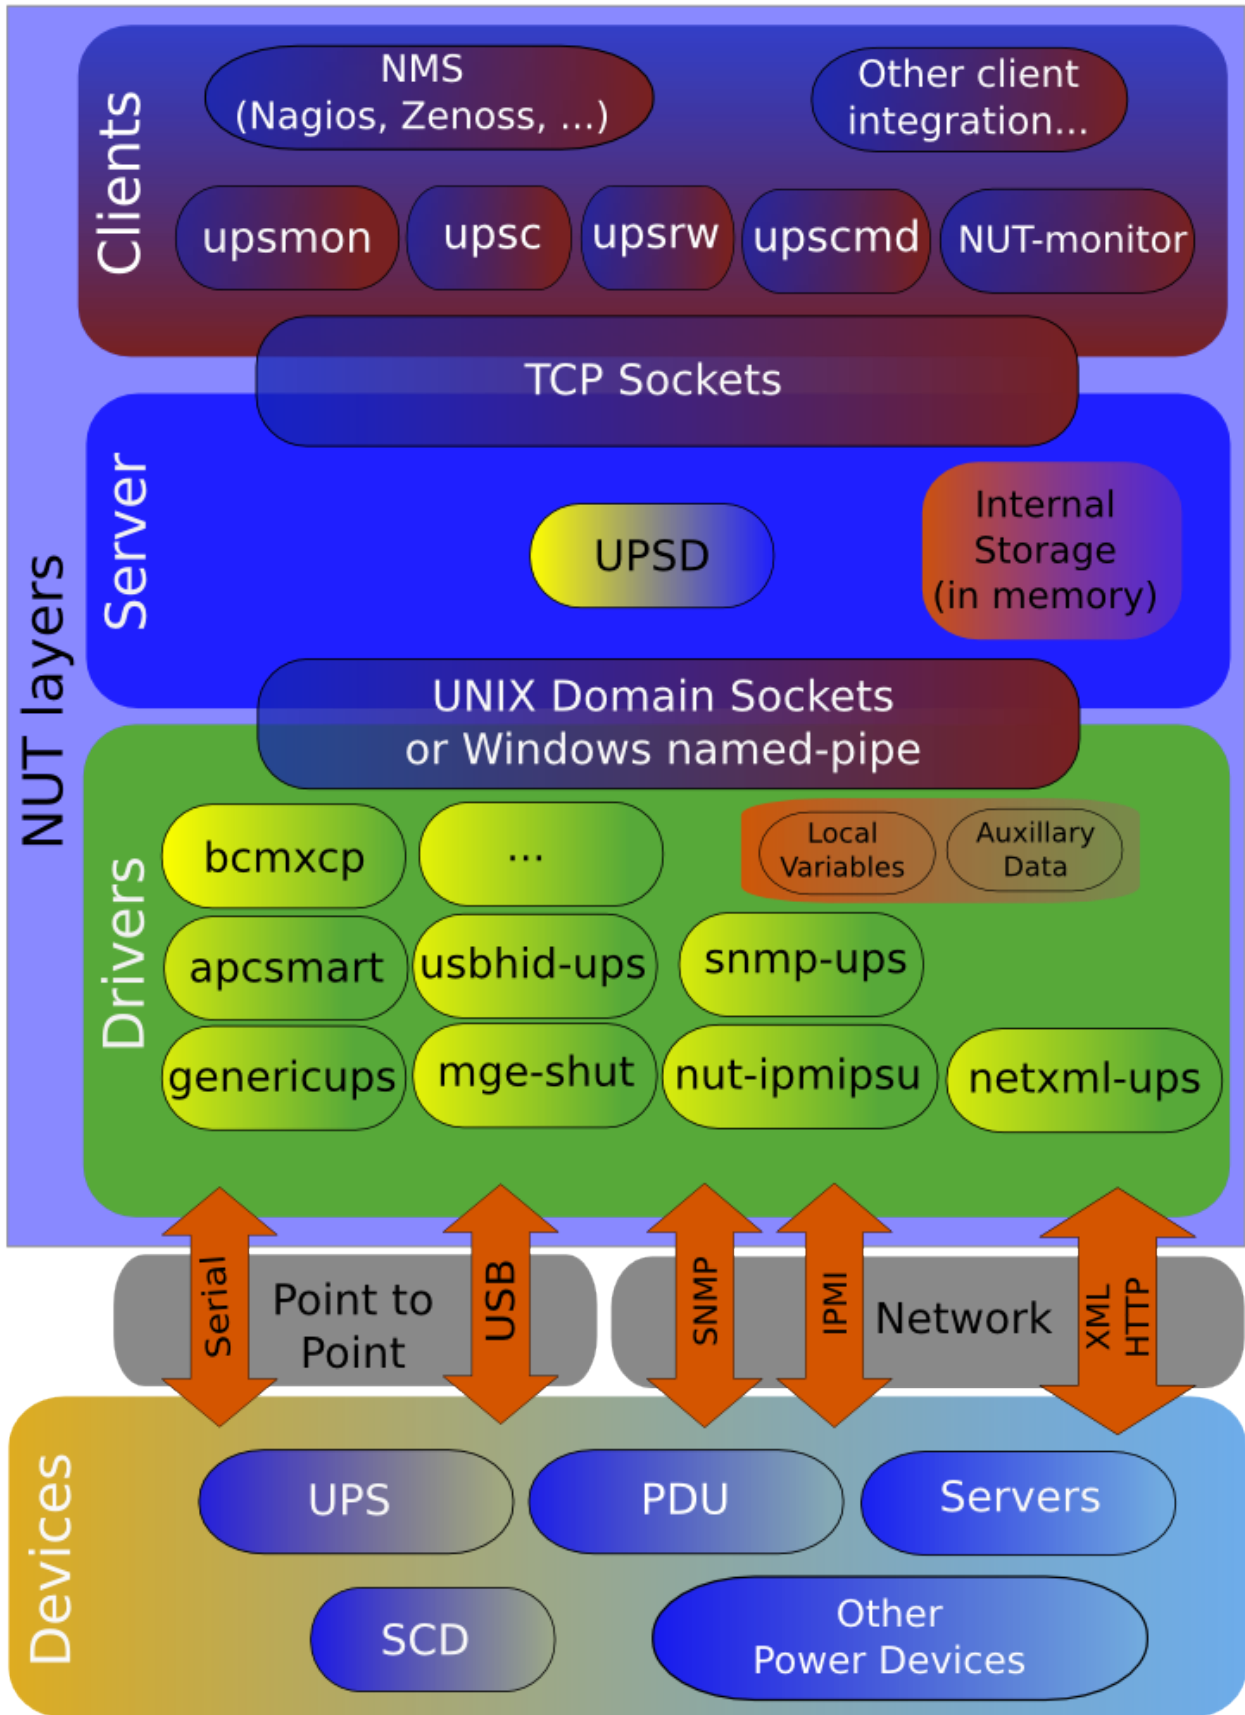 NUT layers
Clients
NMS
(Nagios, Zenoss, ...)
Other client
integration...
upsmon
upsc
upsrw
upscmd
NUT-monitor
TCP Sockets
Server
UPSD
Internal
Storage
(in memory)
UNIX Domain Sockets
or Windows named-pipe
Drivers
bcmxcp
...
Local
Variables
Auxillary
Data
apcsmart
usbhid-ups
snmp-ups
genericups
mge-shut
nut-ipmipsu
netxml-ups
Serial
Point to
Point
USB
SNMP
IPMI
Network
XML
HTTP
Devices
UPS
PDU
Servers
SCD
Other
Power Devices